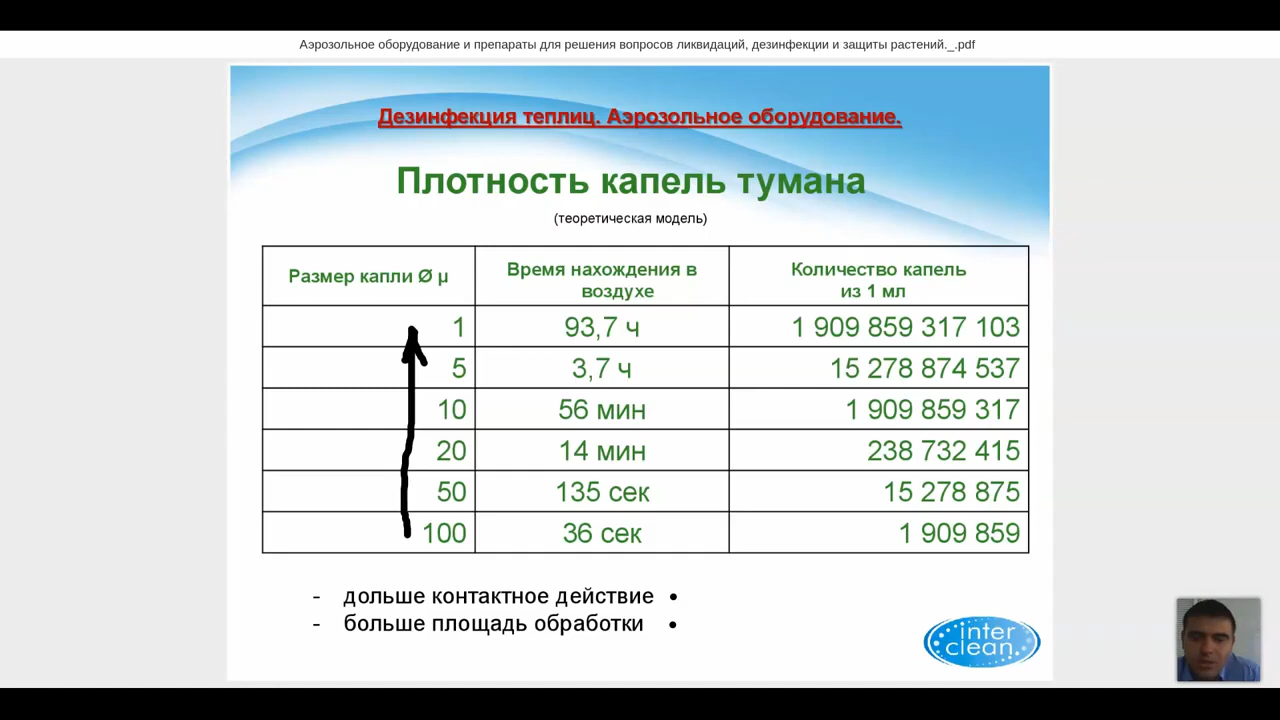 Аэрозольное оборудование и препараты для решения вопросов ликвидаций, дезинфекции и защиты растений._.pdf
Дезинфекция теплиц. Аэрозольное оборудование.
Плотность капель тумана
(теоретическая модель)
Размер капли Ø μ
Время нахождения в
воздухе
Количество капель
из 1 мл
1 93,7 ч 1 909 859 317 103
5 3,7 ч 15 278 874 537
10 56 мин 1 909 859 317
20 14 мин 238 732 415
50 135 сек 15 278 875
100 36 сек 1 909 859
- дольше контактное действие •
- больше площадь обработки •
inter
clean